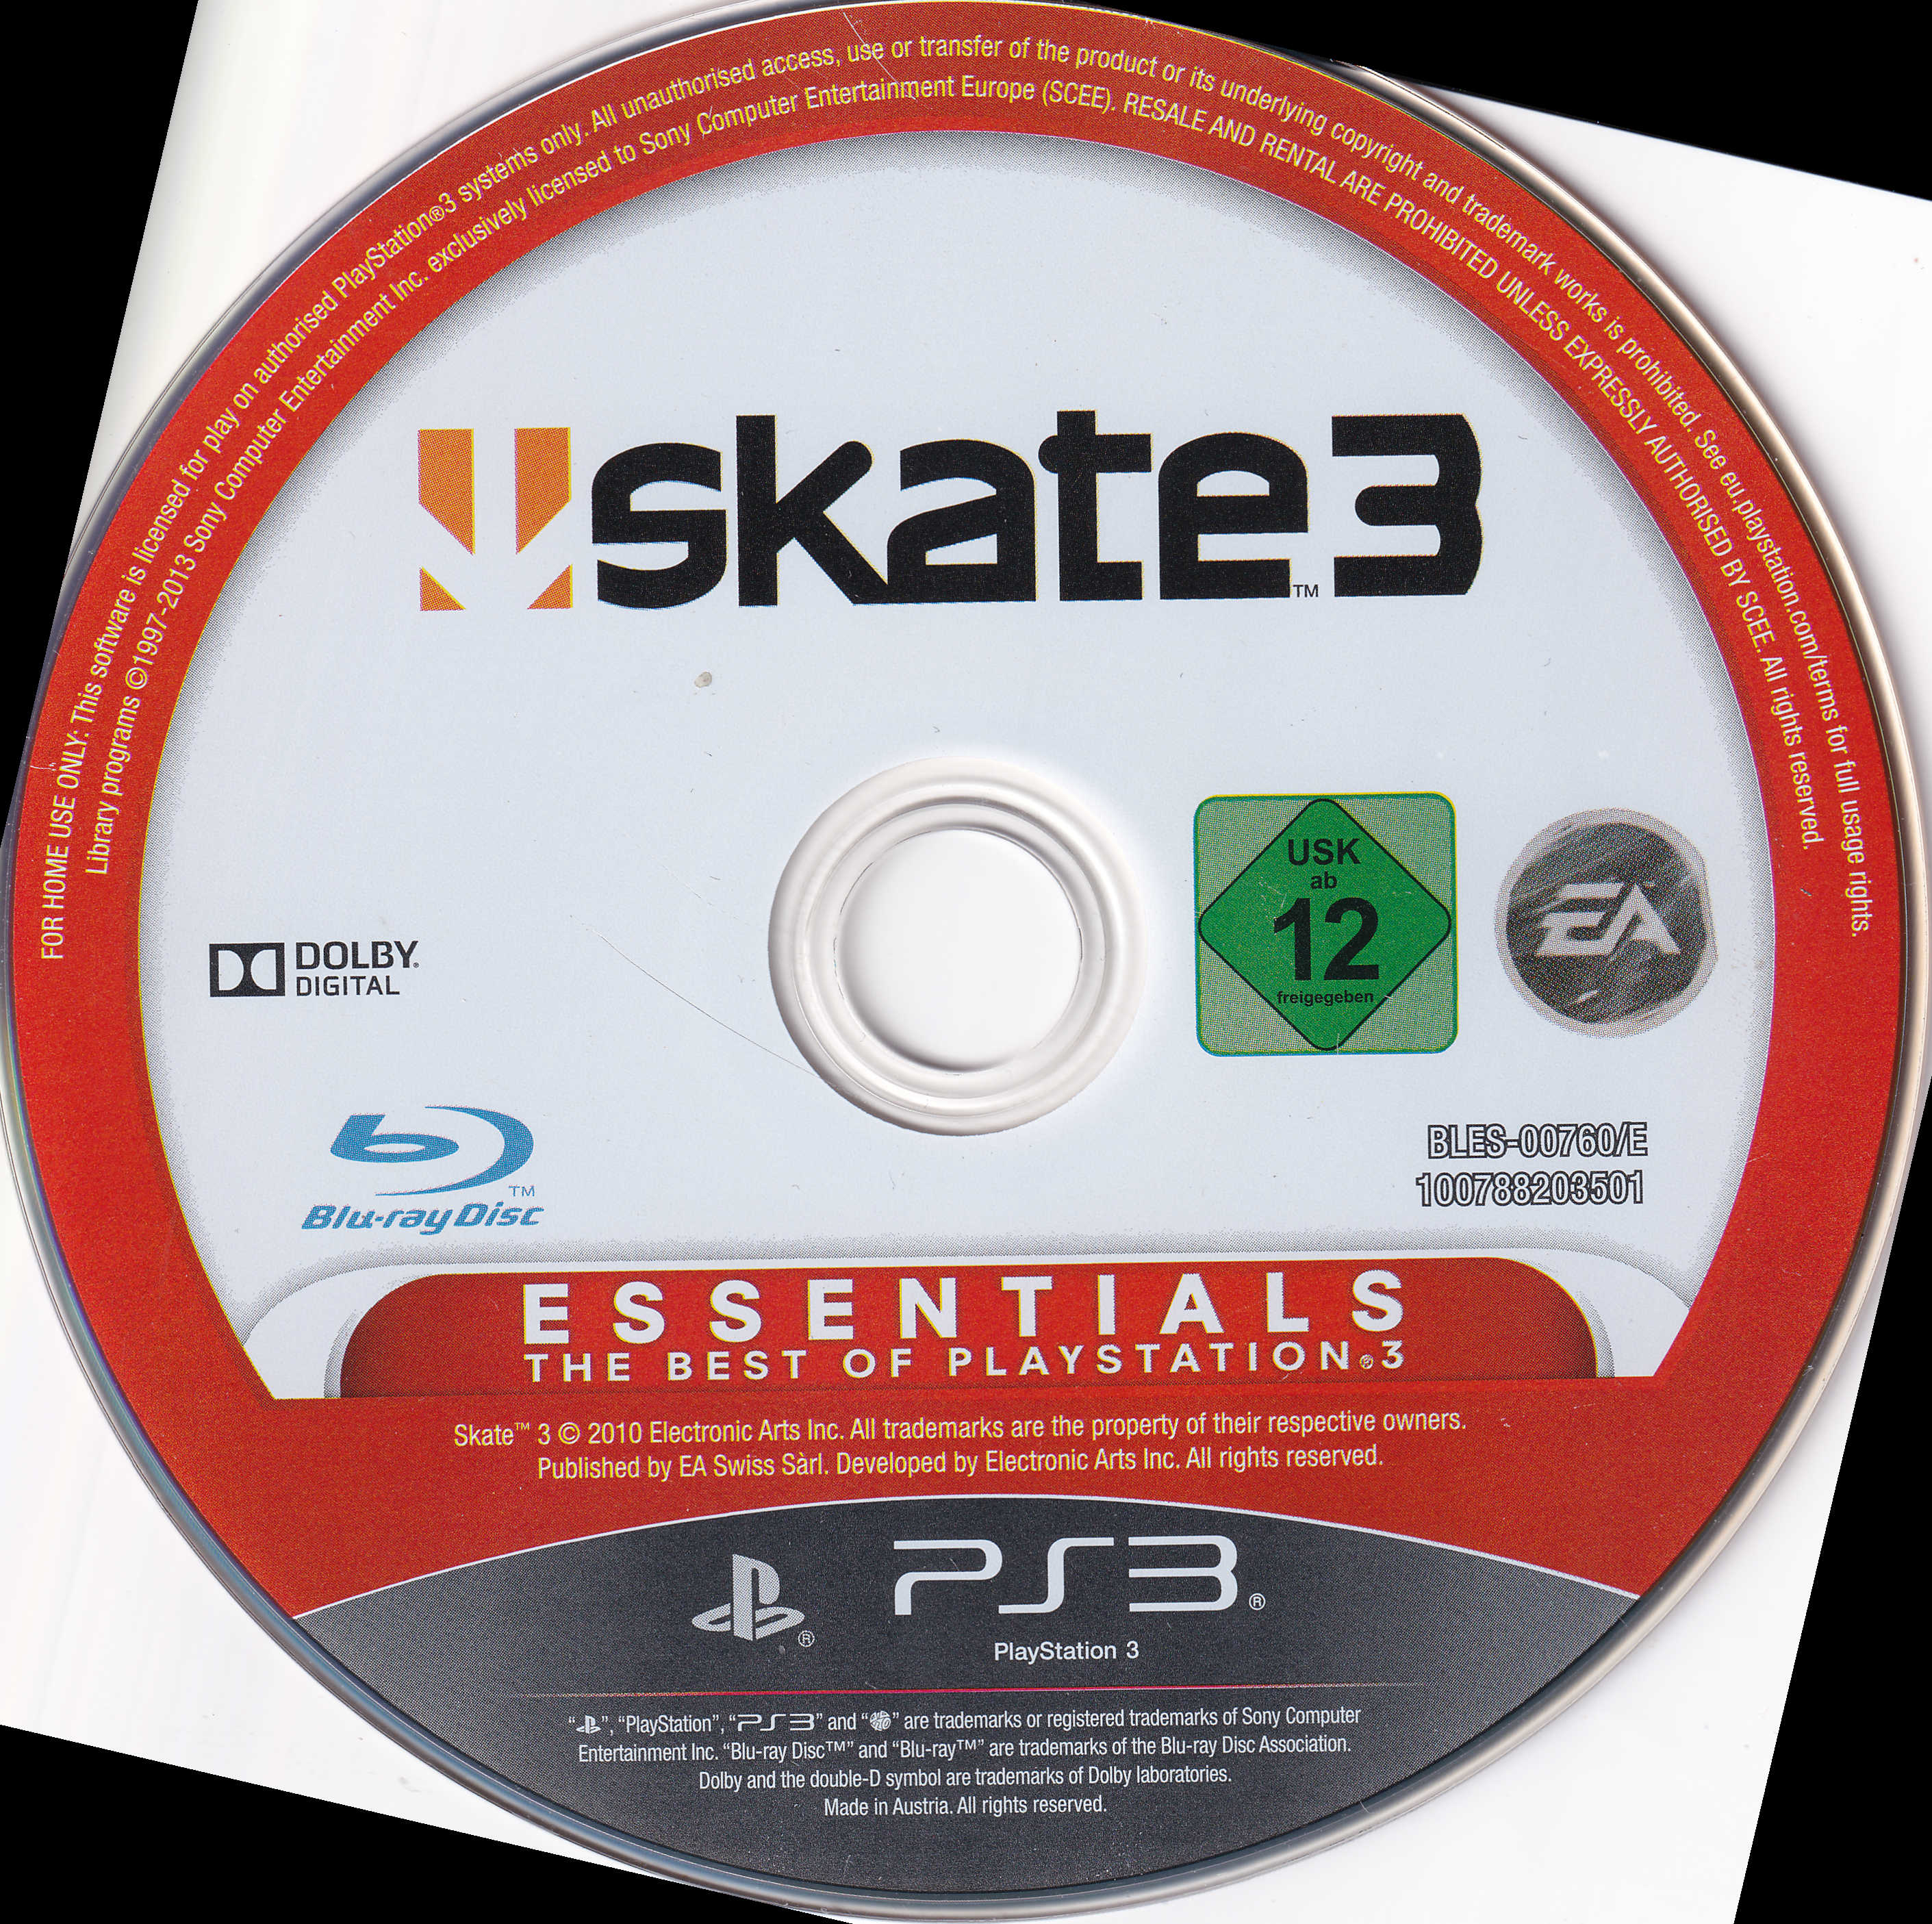 FOR HOME USE ONLY: This software is licensed for play on authorised PlayStation®3 systems only. All unauthorised access, use or transfer of the product or its underlying copyright and trademark works is prohibited. See eu.playstation.com/terms for full usage rights.
Library programs ©1997-2013 Sony Computer Entertainment Inc. exclusively licensed to Sony Computer Entertainment Europe (SCEE). RESALE AND RENTAL ARE PROHIBITED UNLESS EXPRESSLY AUTHORISED BY SCEE. All rights reserved.
skate 3™
USK
ab
12
freigegeben
EA
DOLBY®
DIGITAL
Blu-ray Disc™
BLES-00760/E
100788203501
ESSENTIALS
THE BEST OF PLAYSTATION®3
Skate™ 3 © 2010 Electronic Arts Inc. All trademarks are the property of their respective owners.
Published by EA Swiss Sàrl. Developed by Electronic Arts Inc. All rights reserved.
PS3®
PlayStation 3
“ ”, “PlayStation”, “PS3” and “ ” are trademarks or registered trademarks of Sony Computer
Entertainment Inc. “Blu-ray Disc™” and “Blu-ray™” are trademarks of the Blu-ray Disc Association.
Dolby and the double-D symbol are trademarks of Dolby laboratories.
Made in Austria. All rights reserved.